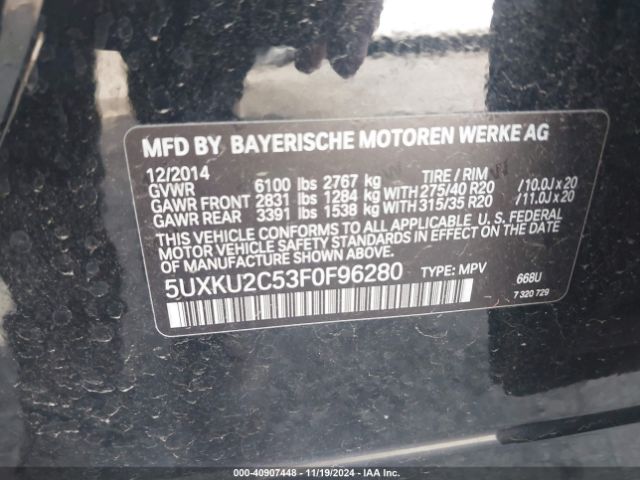 MFD BY BAYERISCHE MOTOREN WERKE AG
12/2014 TIRE / RIM
GVWR 6100 lbs 2767 kg
GAWR FRONT 2831 lbs 1284 kg WITH 275/40 R20 /10.0J x 20
GAWR REAR 3391 lbs 1538 kg WITH 315/35 R20 /11.0J x 20
THIS VEHICLE CONFORMS TO ALL APPLICABLE U. S. FEDERAL
MOTOR VEHICLE SAFETY STANDARDS IN EFFECT ON THE DATE
OF MANUFACTURE SHOWN ABOVE.
5UXKU2C53F0F96280 TYPE: MPV 668U
7 320 729
000-40907448 - 11/19/2024 - IAA Inc.